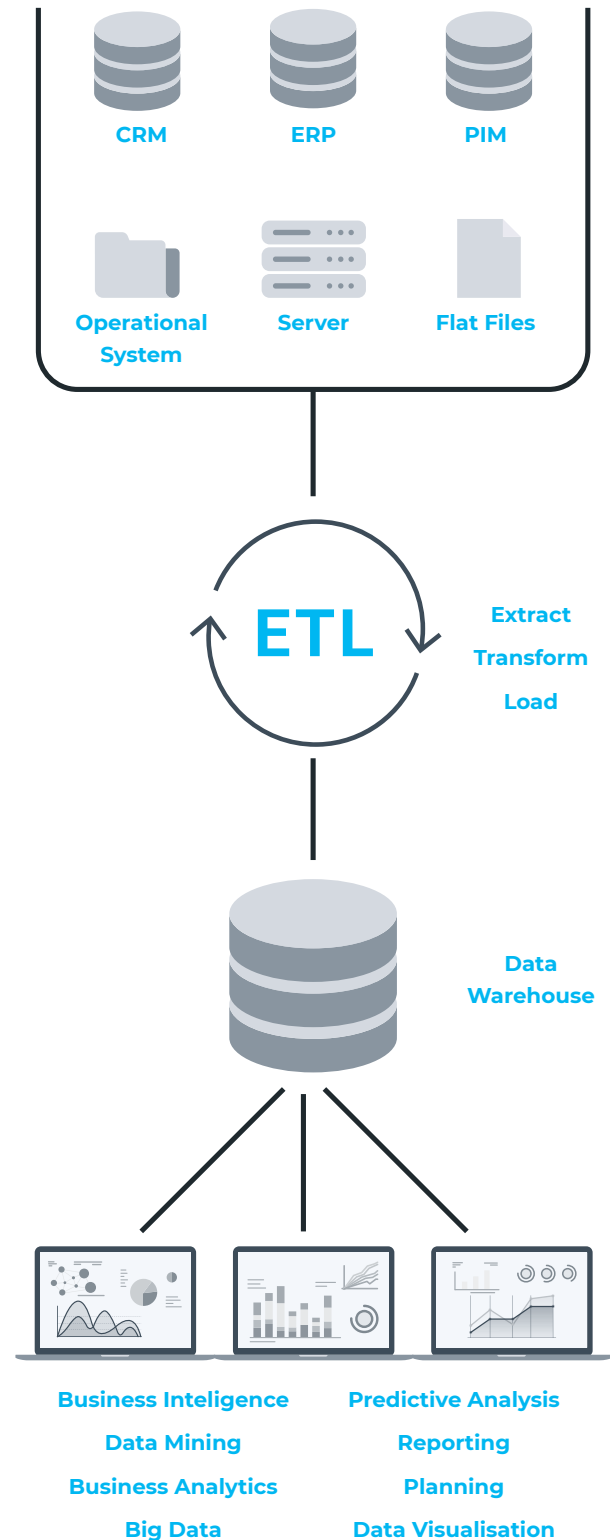 CRM
ERP
PIM
Operational
System
Server
Flat Files
ETL
Extract
Transform
Load
Data
Warehouse
Business Inteligence
Predictive Analysis
Data Mining
Reporting
Business Analytics
Planning
Big Data
Data Visualisation